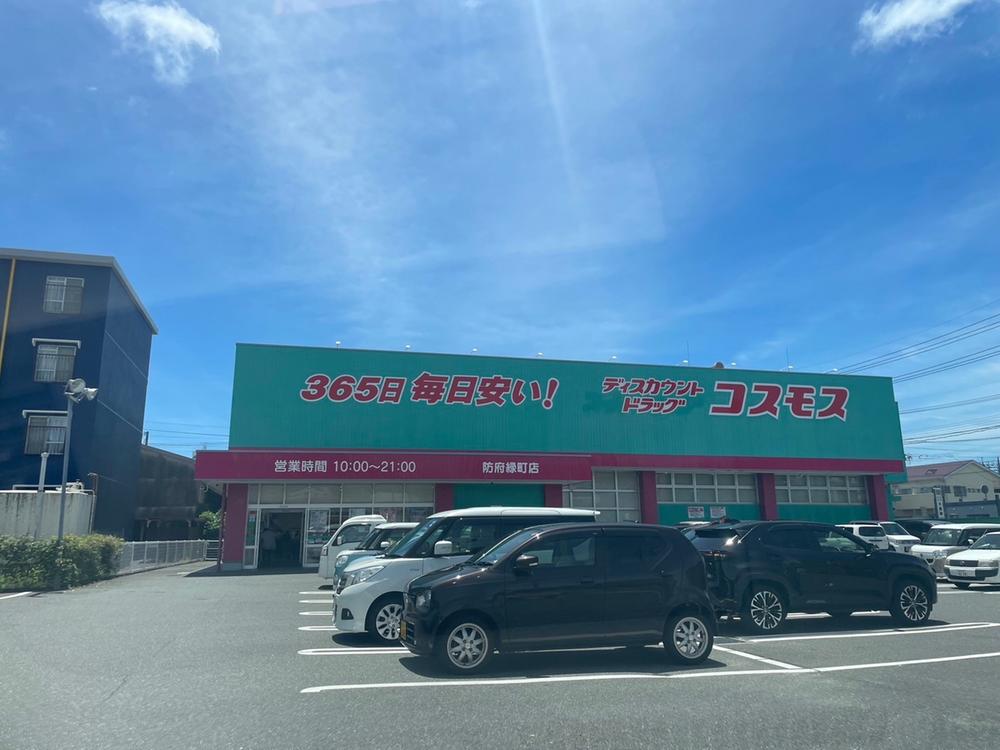 365日 毎日安い!
ディスカウント
ドラッグ
コスモス
営業時間 10:00～21:00
防府緑町店